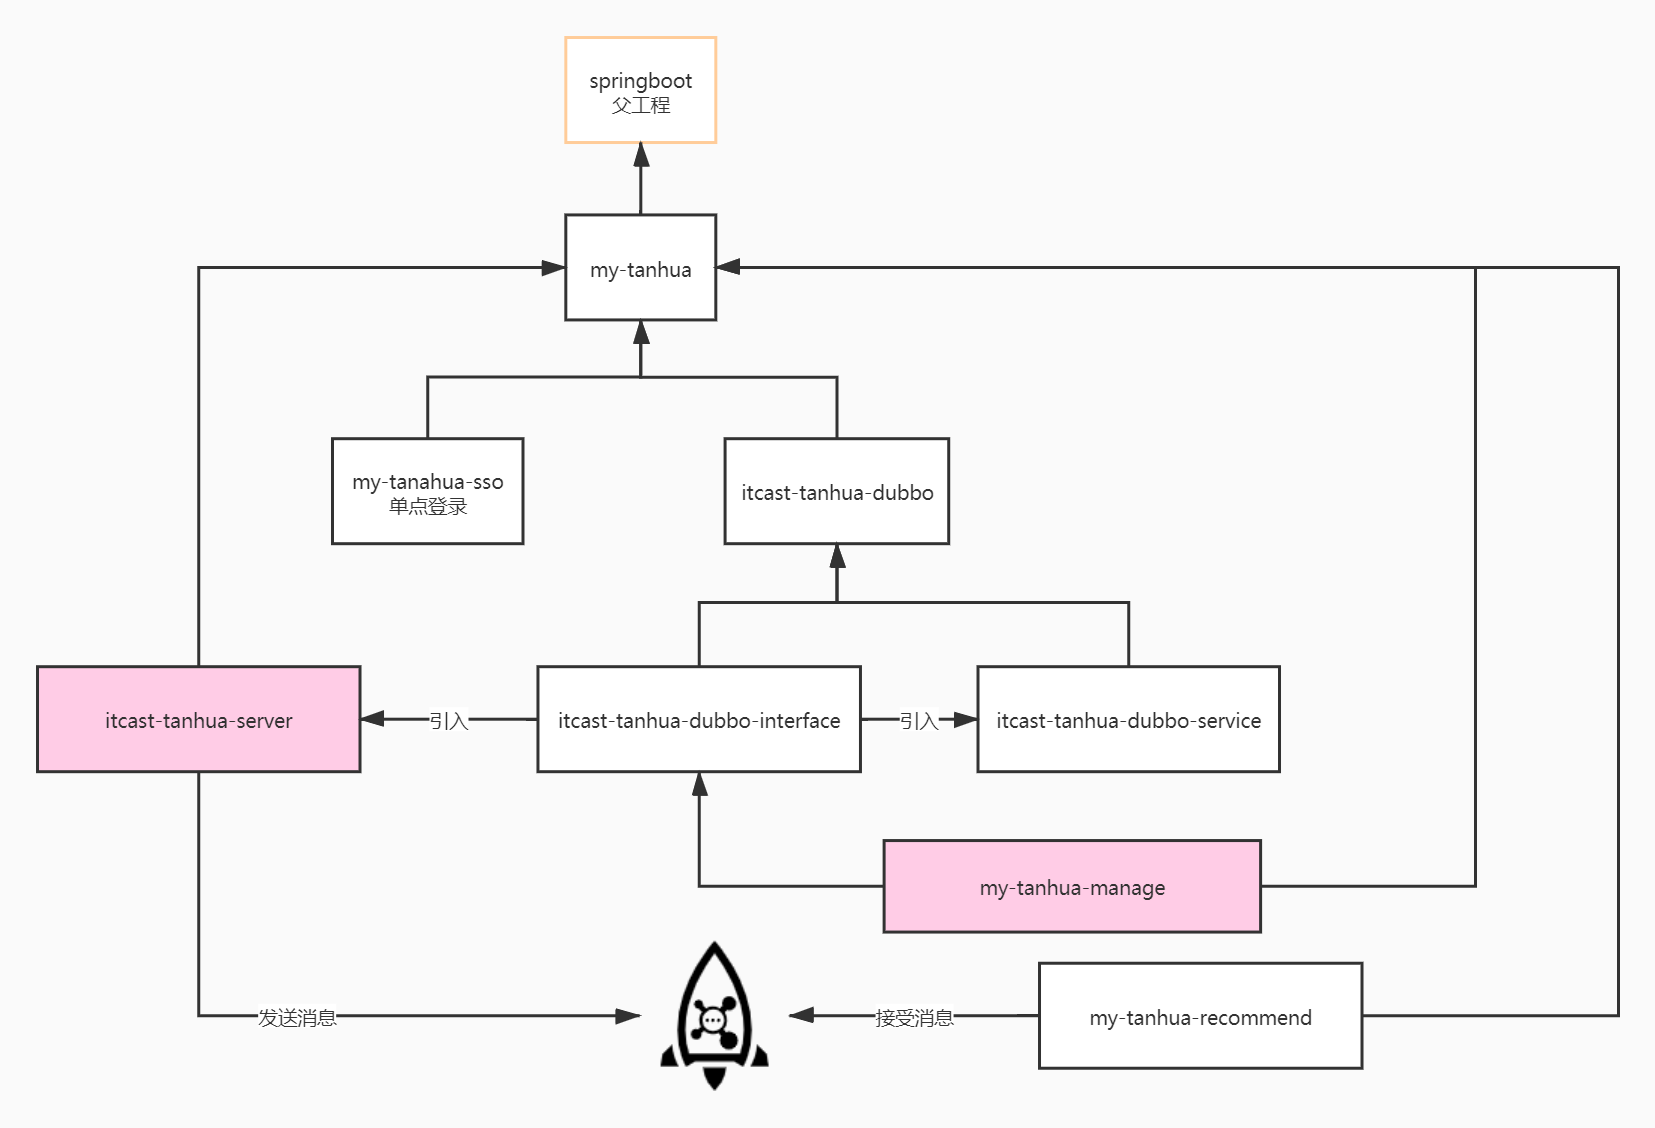 springboot
父工程
my-tanhua
my-tanahua-sso
单点登录
itcast-tanhua-dubbo
itcast-tanhua-server
引入
itcast-tanhua-dubbo-interface
引入
itcast-tanhua-dubbo-service
my-tanhua-manage
发送消息
接受消息
my-tanhua-recommend